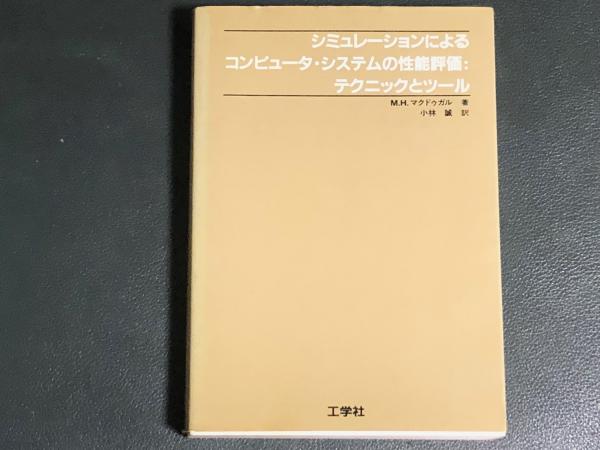 シミュレーションによる
コンピュータ・システムの性能評価:
テクニックとツール
M.H.マクドゥガル 著
小林 誠 訳
工学社